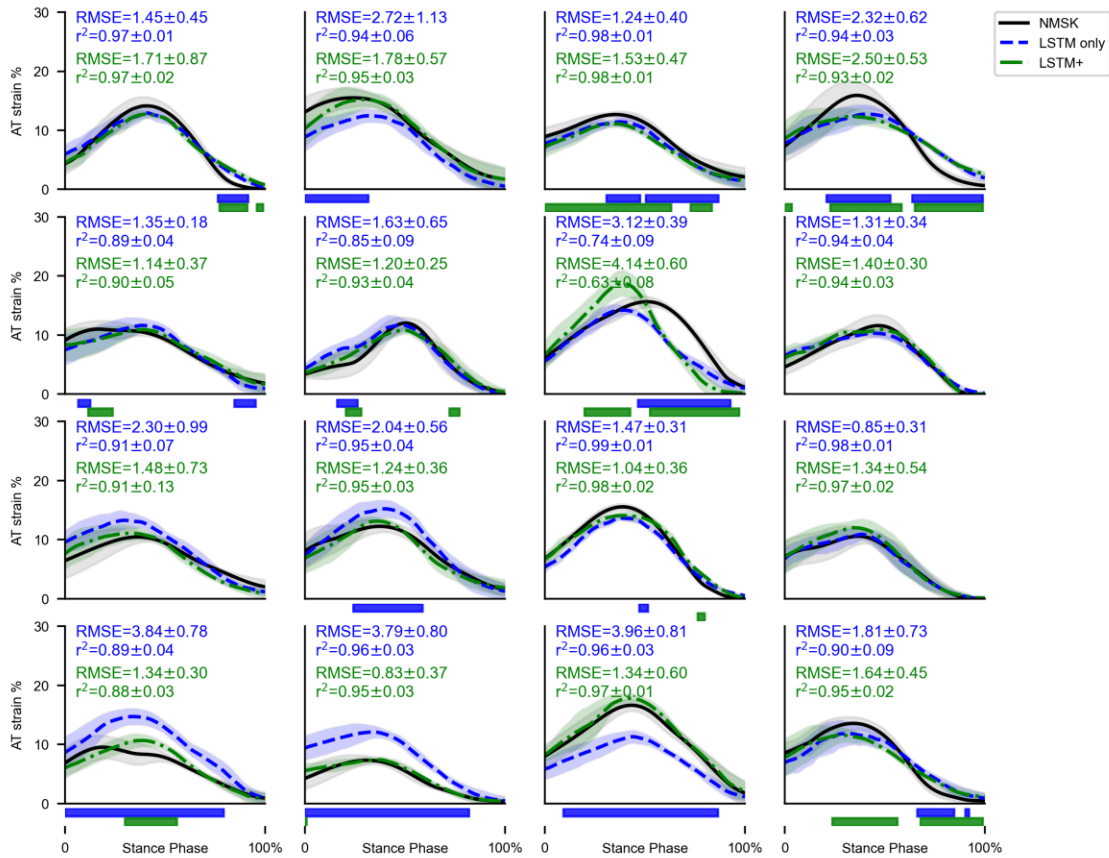 RMSE=1.45±0.45
r²=0.97±0.01
RMSE=1.71±0.87
r²=0.97±0.02
RMSE=2.72±1.13
r²=0.94±0.06
RMSE=1.78±0.57
r²=0.95±0.03
RMSE=1.24±0.40
r²=0.98±0.01
RMSE=1.53±0.47
r²=0.98±0.01
RMSE=2.32±0.62
r²=0.94±0.03
RMSE=2.50±0.53
r²=0.93±0.02
NMSK
LSTM only
LSTM+
30
20
10
0
AT strain %
RMSE=1.35±0.18
r²=0.89±0.04
RMSE=1.14±0.37
r²=0.90±0.05
RMSE=1.63±0.65
r²=0.85±0.09
RMSE=1.20±0.25
r²=0.93±0.04
RMSE=3.12±0.39
r²=0.74±0.09
RMSE=4.14±0.60
r²=0.63±0.08
RMSE=1.31±0.34
r²=0.94±0.04
RMSE=1.40±0.30
r²=0.94±0.03
30
20
10
0
AT strain %
RMSE=2.30±0.99
r²=0.91±0.07
RMSE=1.48±0.73
r²=0.91±0.13
RMSE=2.04±0.56
r²=0.95±0.04
RMSE=1.24±0.36
r²=0.95±0.03
RMSE=1.47±0.31
r²=0.99±0.01
RMSE=1.04±0.36
r²=0.98±0.02
RMSE=0.85±0.31
r²=0.98±0.01
RMSE=1.34±0.54
r²=0.97±0.02
30
20
10
0
AT strain %
RMSE=3.84±0.78
r²=0.89±0.04
RMSE=1.34±0.30
r²=0.88±0.03
RMSE=3.79±0.80
r²=0.96±0.03
RMSE=0.83±0.37
r²=0.95±0.03
RMSE=3.96±0.81
r²=0.96±0.03
RMSE=1.34±0.60
r²=0.97±0.01
RMSE=1.81±0.73
r²=0.90±0.09
RMSE=1.64±0.45
r²=0.95±0.02
30
20
10
0
AT strain %
0 Stance Phase 100%
0 Stance Phase 100%
0 Stance Phase 100%
0 Stance Phase 100%